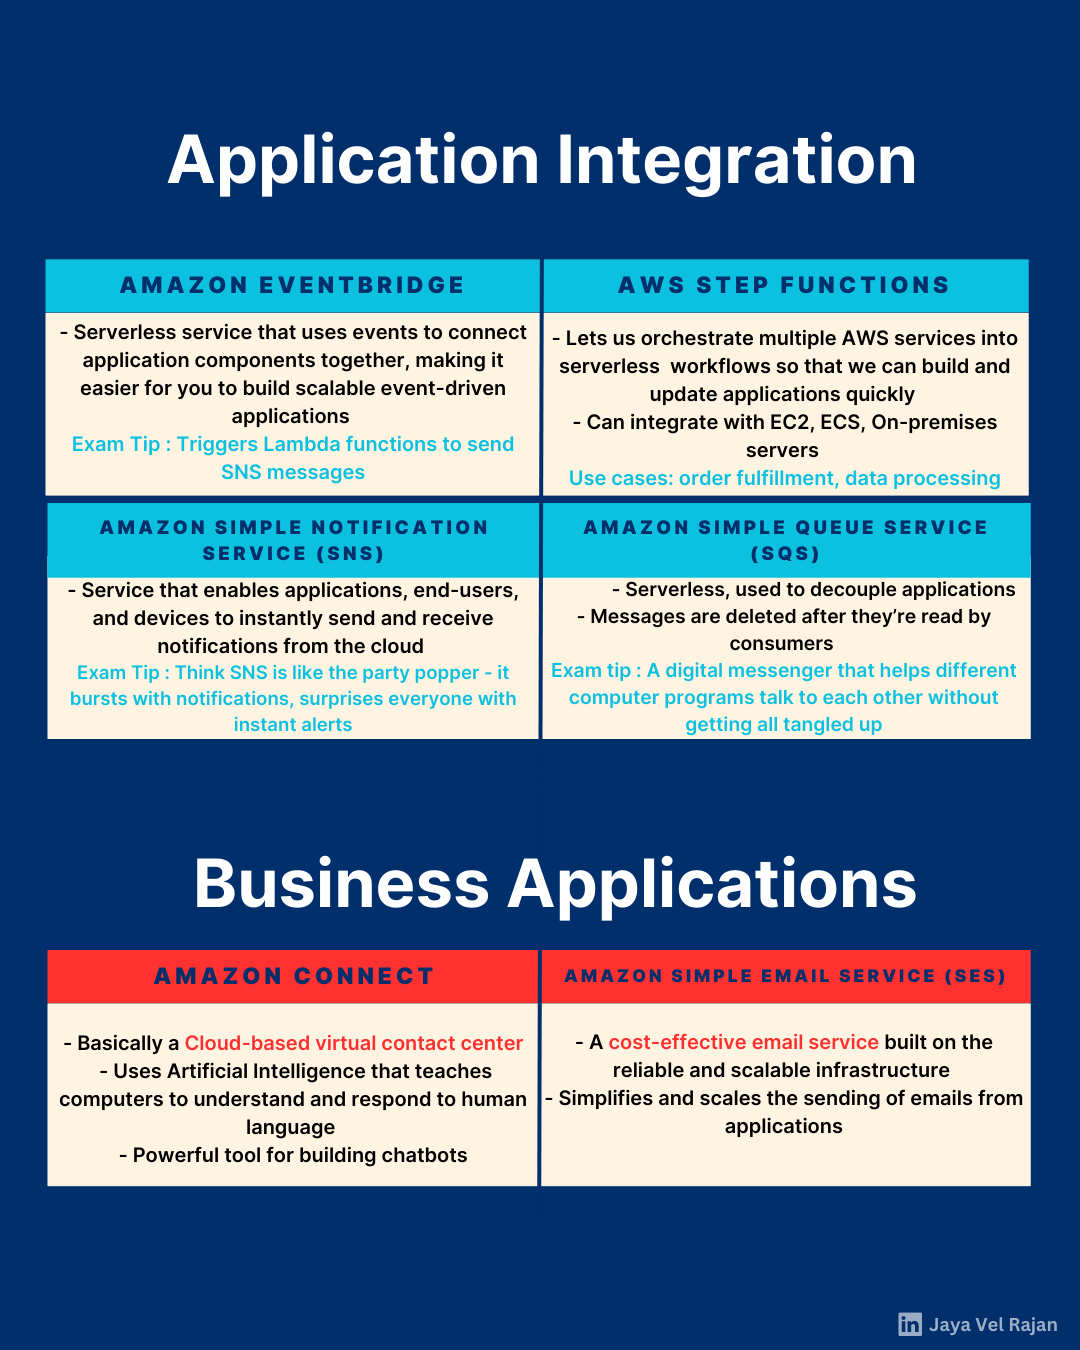 Application Integration
AMAZON EVENTBRIDGE
- Serverless service that uses events to connect
application components together, making it
easier for you to build scalable event-driven
applications
Exam Tip : Triggers Lambda functions to send
SNS messages
AWS STEP FUNCTIONS
- Lets us orchestrate multiple AWS services into
serverless  workflows so that we can build and
update applications quickly
- Can integrate with EC2, ECS, On-premises
servers
Use cases: order fulfillment, data processing
AMAZON SIMPLE NOTIFICATION
SERVICE (SNS)
- Service that enables applications, end-users,
and devices to instantly send and receive
notifications from the cloud
Exam Tip : Think SNS is like the party popper - it
bursts with notifications, surprises everyone with
instant alerts
AMAZON SIMPLE QUEUE SERVICE
(SQS)
- Serverless, used to decouple applications
- Messages are deleted after they’re read by
consumers
Exam tip : A digital messenger that helps different
computer programs talk to each other without
getting all tangled up
Business Applications
AMAZON CONNECT
- Basically a Cloud-based virtual contact center
- Uses Artificial Intelligence that teaches
computers to understand and respond to human
language
- Powerful tool for building chatbots
AMAZON SIMPLE EMAIL SERVICE (SES)
- A cost-effective email service built on the
reliable and scalable infrastructure
- Simplifies and scales the sending of emails from
applications
in Jaya Vel Rajan